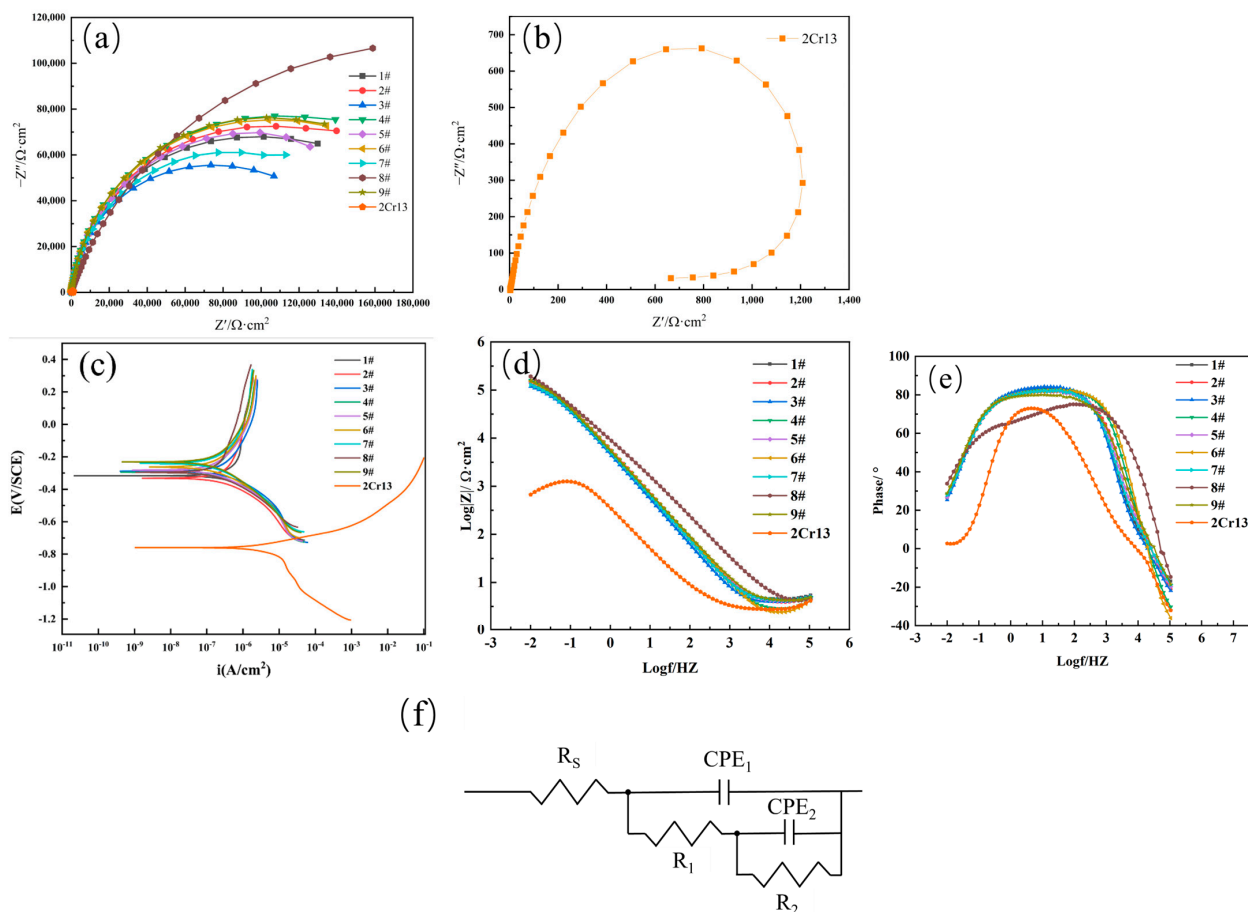 (a)
120,000
100,000
80,000
60,000
40,000
20,000
0
−Z″/Ω·cm²
1#
2#
3#
4#
5#
6#
7#
8#
9#
2Cr13
0 20,000 40,000 60,000 80,000 100,000 120,000 140,000 160,000 180,000
Z′/Ω·cm²
(b)
2Cr13
700
600
500
400
300
200
100
0
−Z″/Ω·cm²
0 200 400 600 800 1,000 1,200 1,400
Z′/Ω·cm²
(c)
0.4
0.2
0.0
-0.2
-0.4
-0.6
-0.8
-1.0
-1.2
E(V/SCE)
1#
2#
3#
4#
5#
6#
7#
8#
9#
2Cr13
10⁻¹¹ 10⁻¹⁰ 10⁻⁹ 10⁻⁸ 10⁻⁷ 10⁻⁶ 10⁻⁵ 10⁻⁴ 10⁻³ 10⁻² 10⁻¹
i(A/cm²)
(d)
6
5
4
3
2
1
0
Log|Z|/ Ω·cm²
1#
2#
3#
4#
5#
6#
7#
8#
9#
2Cr13
-3 -2 -1 0 1 2 3 4 5 6
Logf/HZ
(e)
100
80
60
40
20
0
-20
-40
Phase/°
1#
2#
3#
4#
5#
6#
7#
8#
9#
2Cr13
-3 -2 -1 0 1 2 3 4 5 6 7
Logf/HZ
(f)
R_S
CPE₁
CPE₂
R₁
R₂